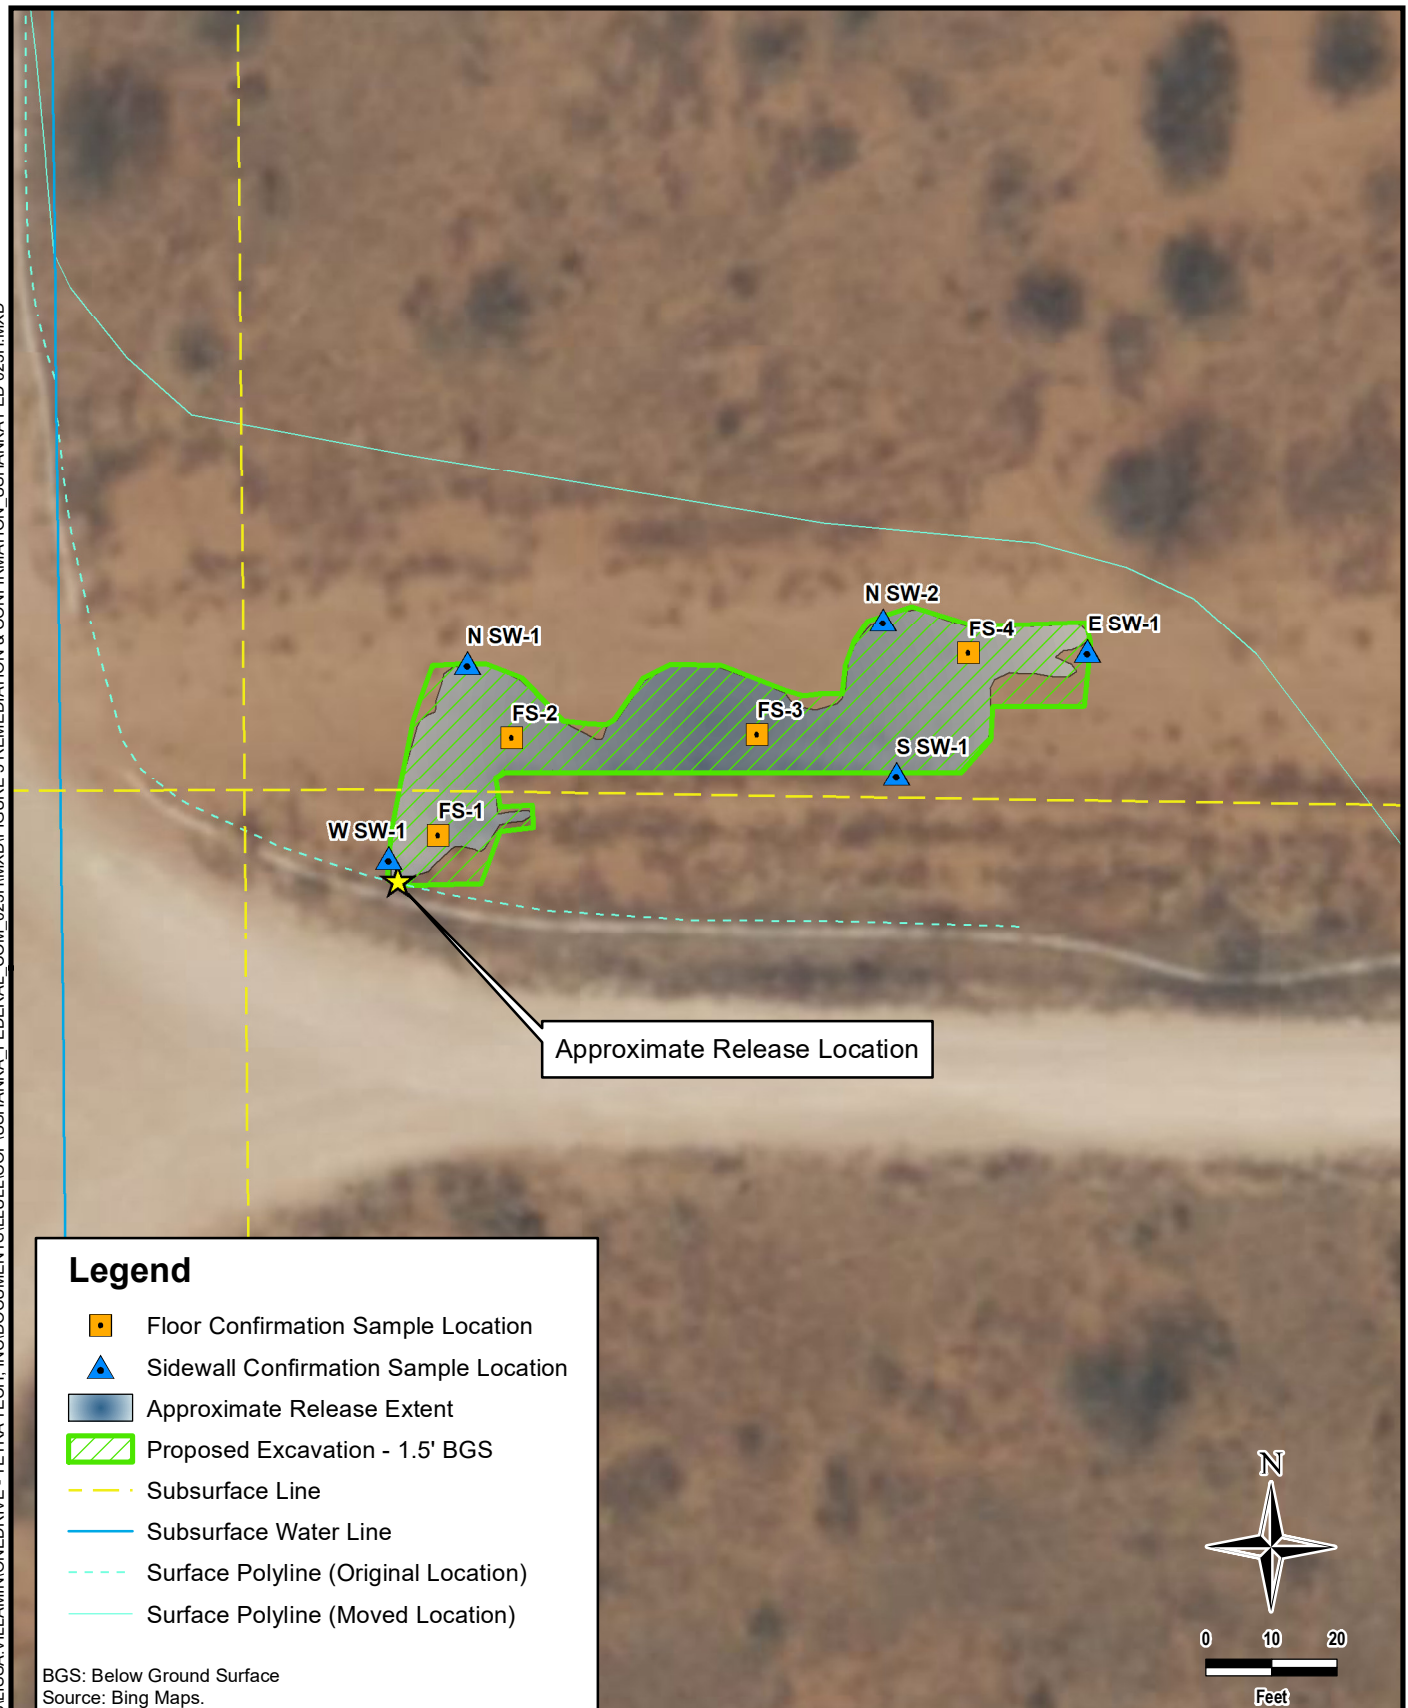 N SW-2
FS-4
E SW-1
N SW-1
FS-2
FS-3
S SW-1
FS-1
W SW-1
Approximate Release Location
Legend
Floor Confirmation Sample Location
Sidewall Confirmation Sample Location
Approximate Release Extent
Proposed Excavation - 1.5' BGS
Subsurface Line
Subsurface Water Line
Surface Polyline (Original Location)
Surface Polyline (Moved Location)
BGS: Below Ground Surface
Source: Bing Maps.
N
0 10 20
Feet